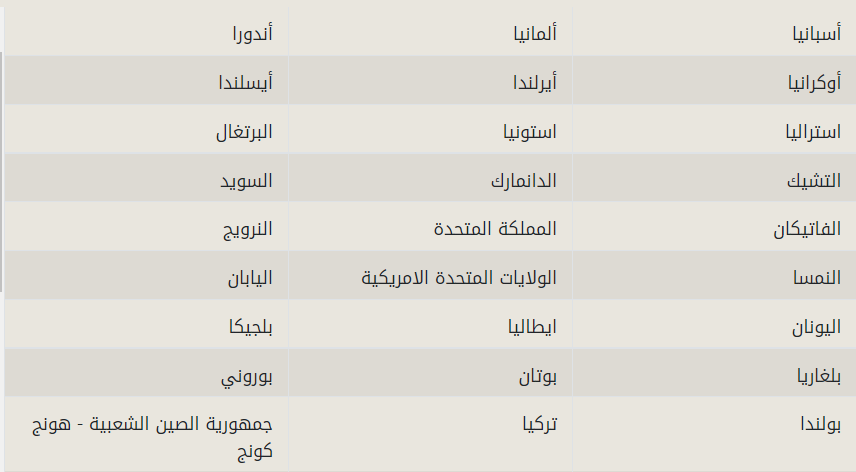 أسبانيا
ألمانيا
أندورا
أوكرانيا
أيرلندا
أيسلندا
استراليا
استونيا
البرتغال
التشيك
الدانمارك
السويد
الفاتيكان
المملكة المتحدة
النرويج
النمسا
الولايات المتحدة الامريكية
اليابان
اليونان
ايطاليا
بلجيكا
بلغاريا
بوتان
بوروني
بولندا
تركيا
جمهورية الصين الشعبية - هونج
كونج